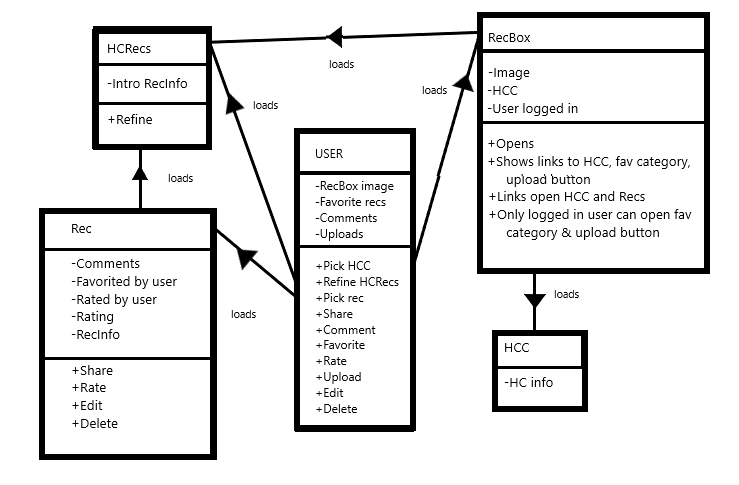 HCRecs
-Intro RecInfo
+Refine
loads
loads
loads
loads
RecBox
-Image
-HCC
-User logged in
+Opens
+Shows links to HCC, fav category,
upload button
+Links open HCC and Recs
+Only logged in user can open fav
category & upload button
USER
-RecBox image
-Favorite recs
-Comments
-Uploads
+Pick HCC
+Refine HCRecs
+Pick rec
+Share
+Comment
+Favorite
+Rate
+Upload
+Edit
+Delete
Rec
-Comments
-Favorited by user
-Rated by user
-Rating
-RecInfo
+Share
+Rate
+Edit
+Delete
loads
loads
HCC
-HC info